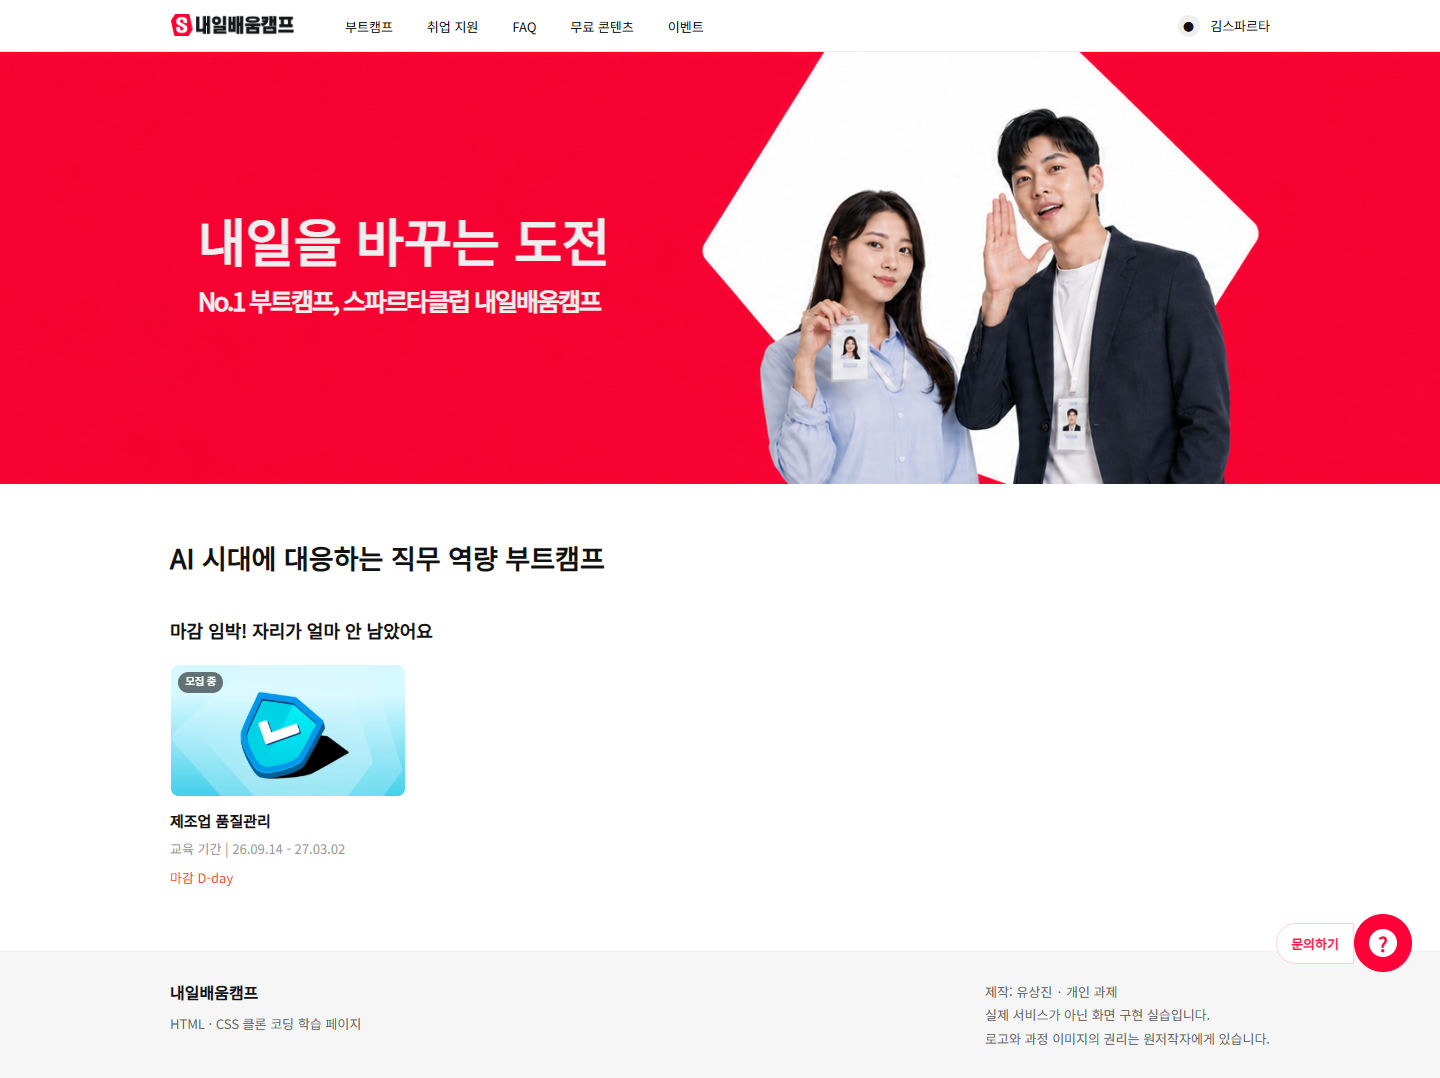 S 내일배움캠프
부트캠프 취업 지원 FAQ 무료 콘텐츠 이벤트
김스파르타
내일을 바꾸는 도전
No.1 부트캠프, 스파르타클럽 내일배움캠프
AI 시대에 대응하는 직무 역량 부트캠프
마감 임박! 자리가 얼마 안 남았어요
모집 중
제조업 품질관리
교육 기간 | 26.09.14 - 27.03.02
마감 D-day
문의하기 ?
내일배움캠프
HTML · CSS 클론 코딩 학습 페이지
제작: 유상진 · 개인 과제
실제 서비스가 아닌 화면 구현 실습입니다.
로고와 과정 이미지의 권리는 원저작자에게 있습니다.